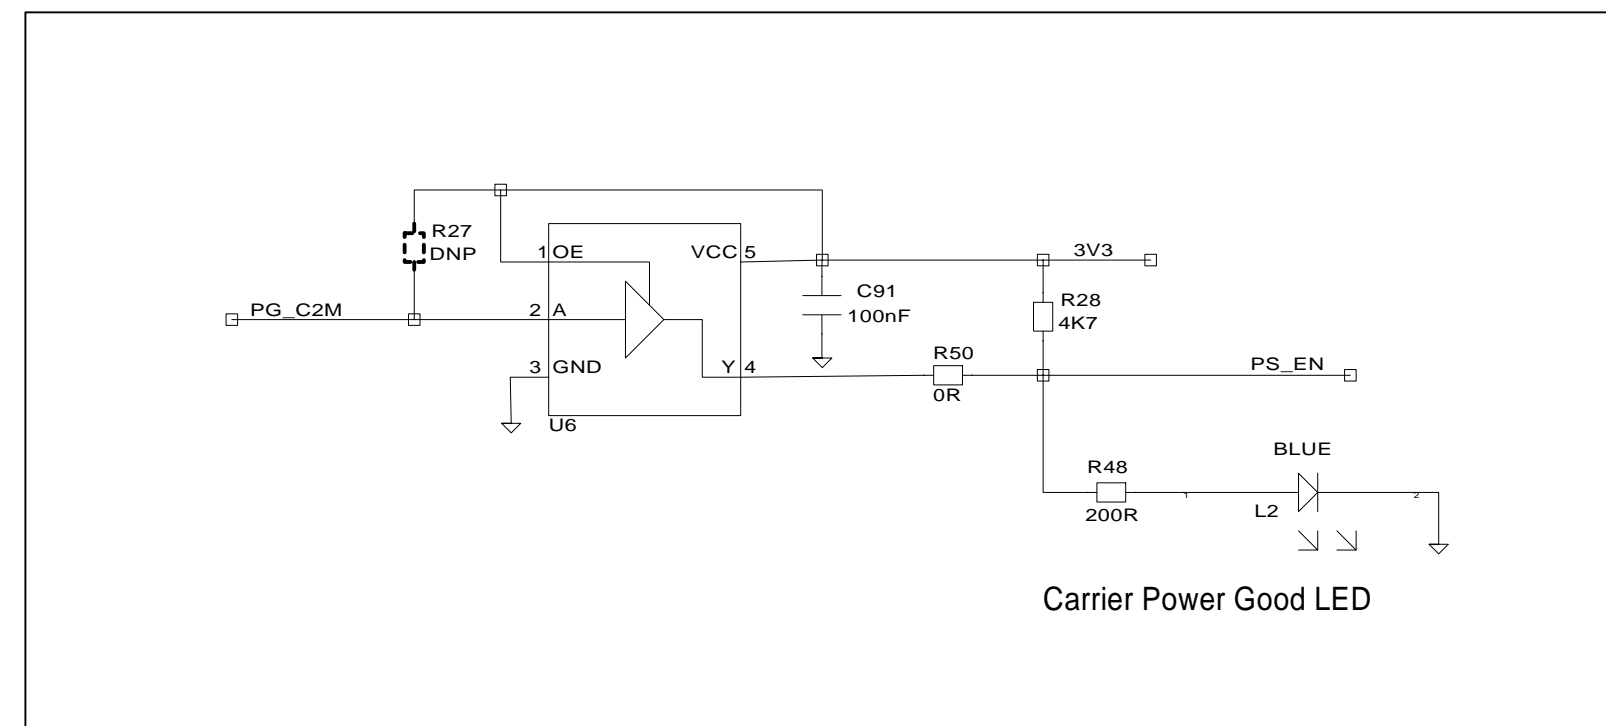 R27
DNP
1 OE
VCC 5
3V3
PG_C2M
2 A
C91
100nF
R28
4K7
3 GND
Y 4
R50
0R
PS_EN
U6
BLUE
R48
200R
1
L2
2
Carrier Power Good LED